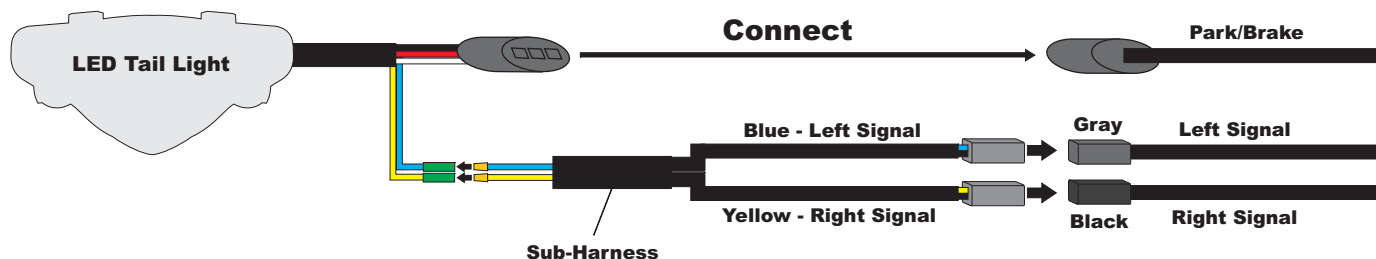 Connect
Park/Brake
LED Tail Light
Blue - Left Signal
Gray
Left Signal
Yellow - Right Signal
Black
Right Signal
Sub-Harness